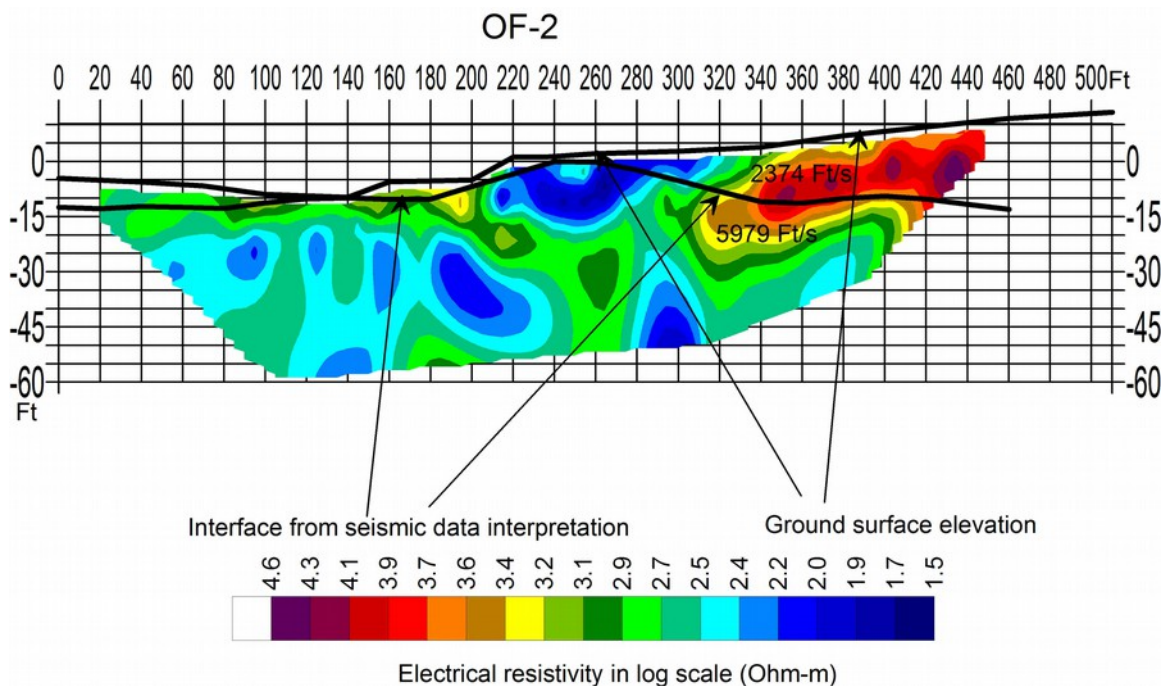 OF-2
0 20 40 60 80 100 120 140 160 180 200 220 240 260 280 300 320 340 360 380 400 420 440 460 480 500 Ft
0 0
2374 Ft/s
-15 -15
5979 Ft/s
-30 -30
-45 -45
-60 -60
Ft
Interface from seismic data interpretation Ground surface elevation
4.6 4.3 4.1 3.9 3.7 3.6 3.4 3.2 3.1 2.9 2.7 2.5 2.4 2.2 2.0 1.9 1.7 1.5
Electrical resistivity in log scale (Ohm-m)